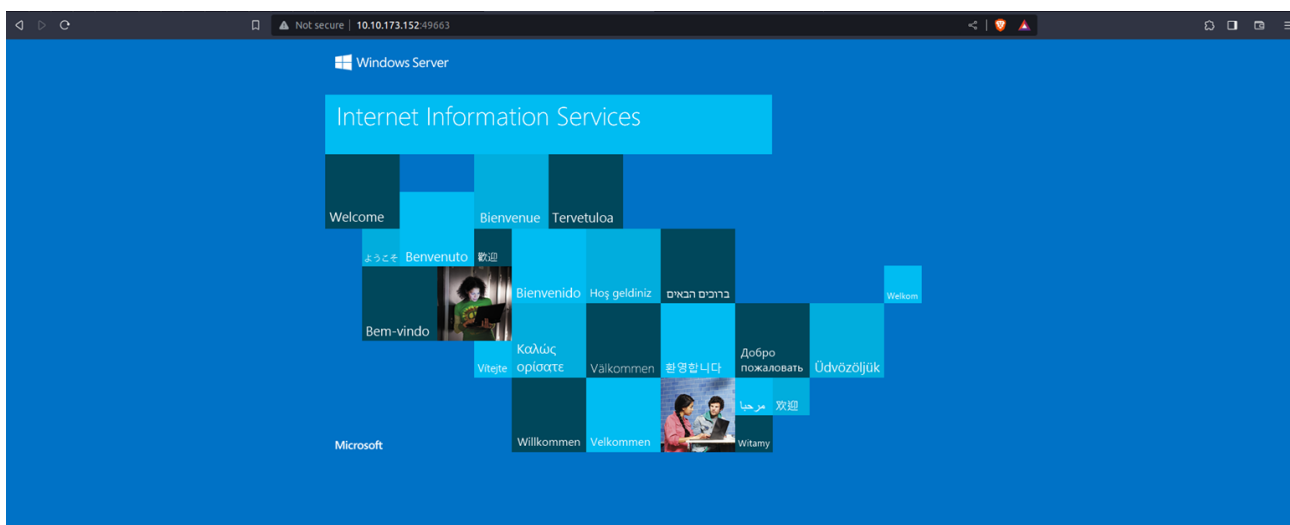 Not secure
10.10.173.152:49663
Windows Server
Internet Information Services
Welcome
Bienvenue
Tervetuloa
ようこそ
Benvenuto
歡迎
Bienvenido
Hoş geldiniz
ברוכים הבאים
Welkom
Bem-vindo
Vítejte
Καλώς
ορίσατε
Välkommen
환영합니다
Добро
пожаловать
Üdvözöljük
مرحبا
欢迎
Willkommen
Velkommen
Witamy
Microsoft